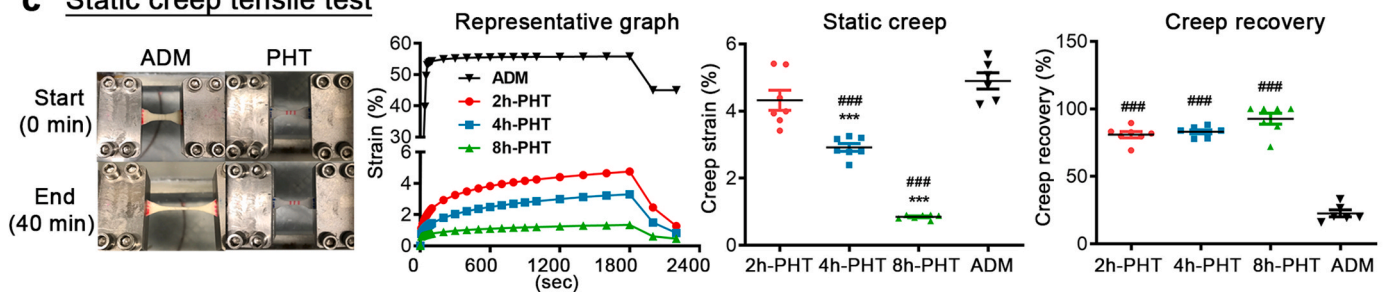 c Static creep tensile test
Representative graph
Static creep
Creep recovery
ADM
PHT
Start
(0 min)
End
(40 min)
Strain (%)
60
50
40
30
6
4
2
0
ADM
2h-PHT
4h-PHT
8h-PHT
0
600
1200
1800
2400
(sec)
Creep strain (%)
6
4
2
0
###
***
###
***
2h-PHT
4h-PHT
8h-PHT
ADM
Creep recovery (%)
150
100
50
0
###
###
###
2h-PHT
4h-PHT
8h-PHT
ADM